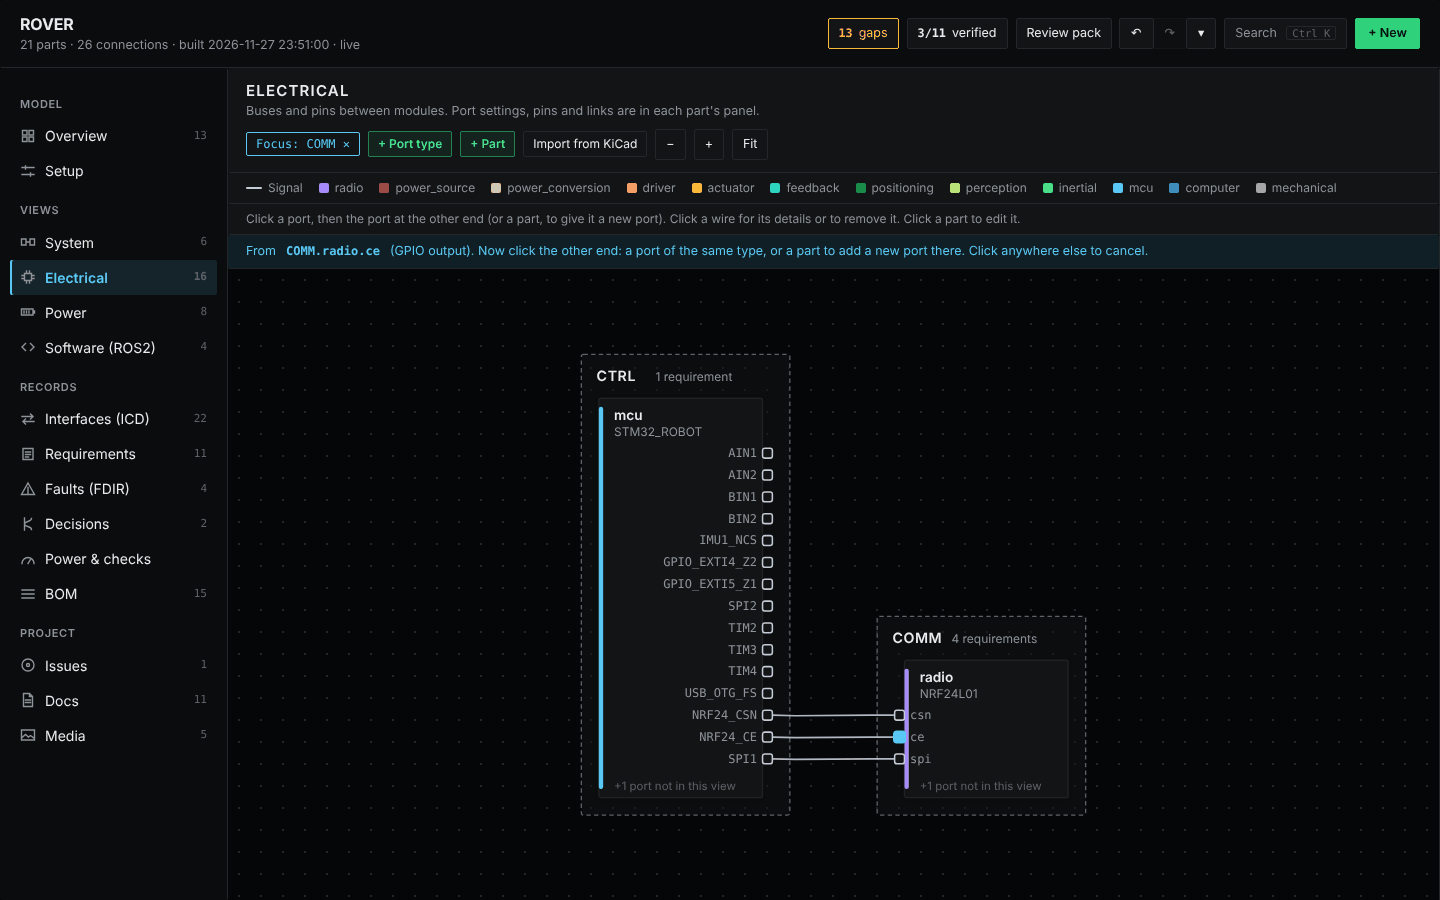 ROVER
21 parts · 26 connections · built 2026-11-27 23:51:00 · live
13 gaps
3/11 verified
Review pack
↶
↷
▾
Search Ctrl K
+ New
MODEL
Overview 13
Setup
VIEWS
System 6
Electrical 16
Power 8
Software (ROS2) 4
RECORDS
Interfaces (ICD) 22
Requirements 11
Faults (FDIR) 4
Decisions 2
Power & checks
BOM 15
PROJECT
Issues 1
Docs 11
Media 5
ELECTRICAL
Buses and pins between modules. Port settings, pins and links are in each part's panel.
Focus: COMM ×
+ Port type
+ Part
Import from KiCad
−
+
Fit
Signal radio power_source power_conversion driver actuator feedback positioning perception inertial mcu computer mechanical
Click a port, then the port at the other end (or a part, to give it a new port). Click a wire for its details or to remove it. Click a part to edit it.
From COMM.radio.ce (GPIO output). Now click the other end: a port of the same type, or a part to add a new port there. Click anywhere else to cancel.
CTRL 1 requirement
mcu
STM32_ROBOT
AIN1
AIN2
BIN1
BIN2
IMU1_NCS
GPIO_EXTI4_Z2
GPIO_EXTI5_Z1
SPI2
TIM2
TIM3
TIM4
USB_OTG_FS
NRF24_CSN
NRF24_CE
SPI1
+1 port not in this view
COMM 4 requirements
radio
NRF24L01
csn
ce
spi
+1 port not in this view